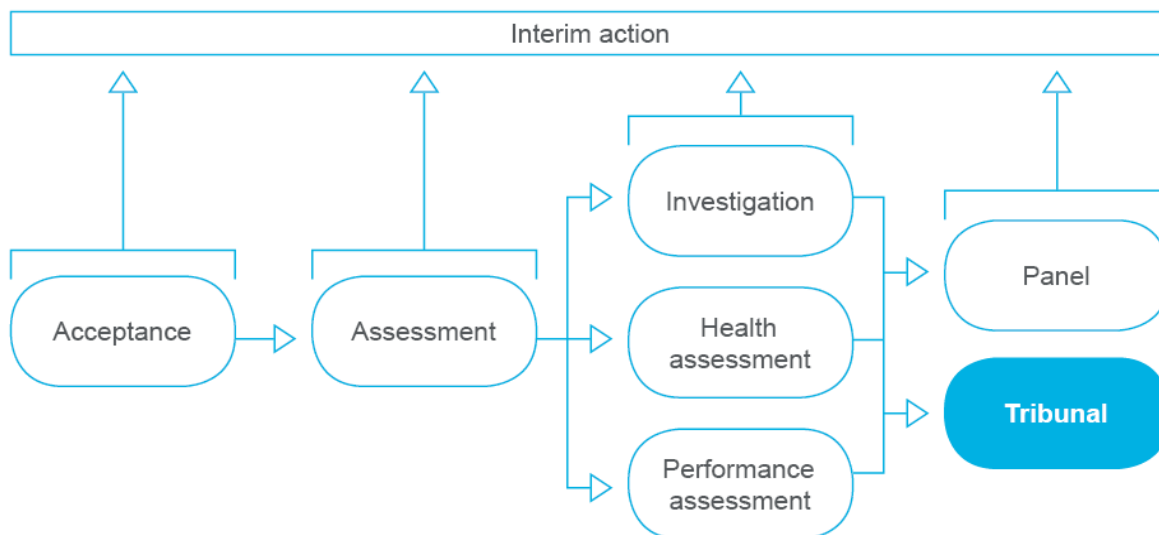 Interim action
Acceptance
Assessment
Investigation
Health
assessment
Performance
assessment
Panel
Tribunal